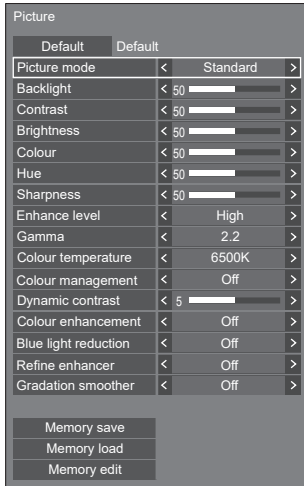 Picture
Default Default
Picture mode < Standard >
Backlight < 50 >
Contrast < 50 >
Brightness < 50 >
Colour < 50 >
Hue < 50 >
Sharpness < 50 >
Enhance level < High >
Gamma < 2.2 >
Colour temperature < 6500K >
Colour management < Off >
Dynamic contrast < 5 >
Colour enhancement < Off >
Blue light reduction < Off >
Refine enhancer < Off >
Gradation smoother < Off >
Memory save
Memory load
Memory edit